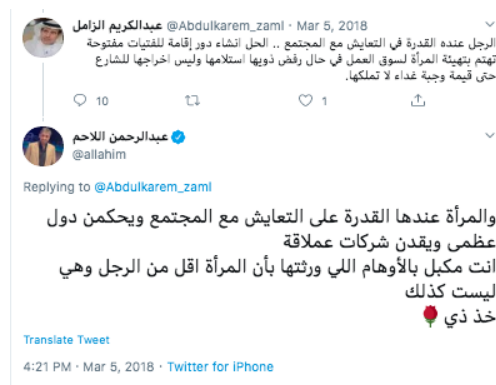 عبدالكريم الزامل @Abdulkarem_zaml · Mar 5, 2018
الرجل عنده القدرة في التعايش مع المجتمع .. الحل انشاء دور إقامة للفتيات مفتوحة
تهتم بتهيئة المرأة لسوق العمل في حال رفض ذويها استلامها وليس اخراجها للشارع
حتى قيمة وجبة غداء لا تملكها.
10 1
عبدالرحمن اللاحم
@allahim
Replying to @Abdulkarem_zaml
والمرأة عندها القدرة على التعايش مع المجتمع ويحكمن دول
عظمى ويقدن شركات عملاقة
انت مكبل بالأوهام اللي ورثتها بأن المرأة اقل من الرجل وهي
ليست كذلك
خذ ذي🌹
Translate Tweet
4:21 PM · Mar 5, 2018 · Twitter for iPhone